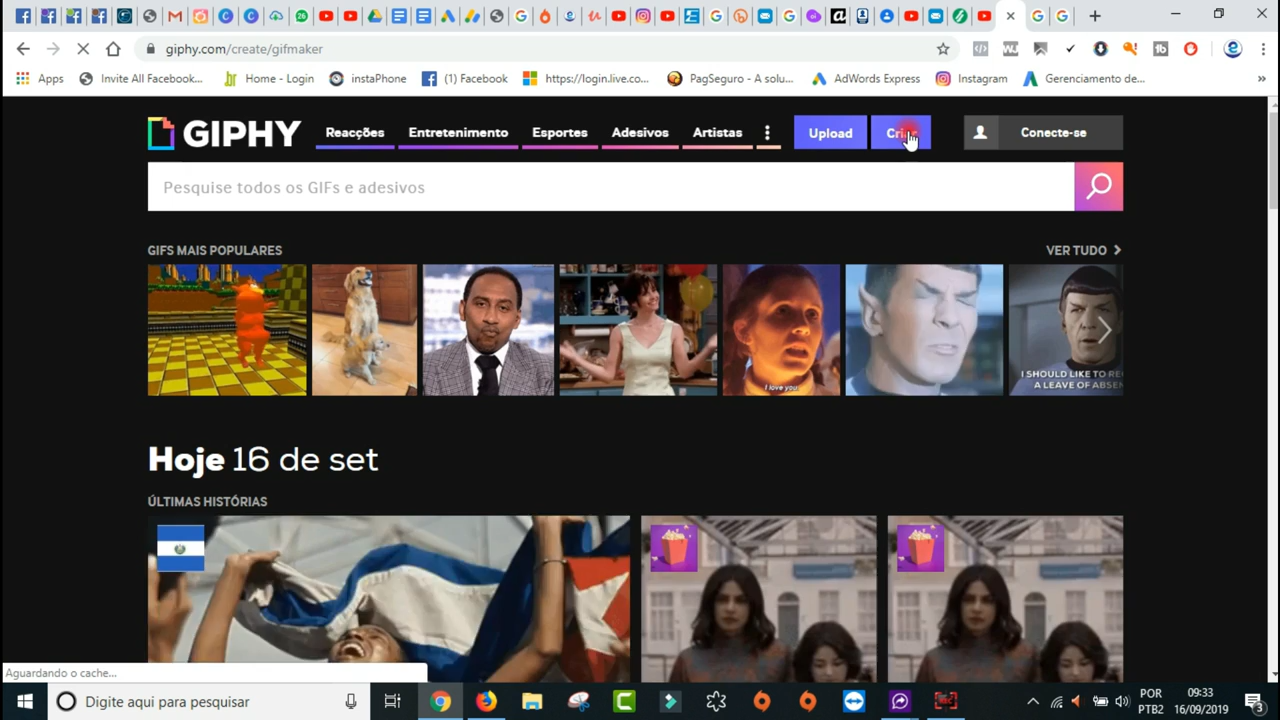 giphy.com/create/gifmaker
Apps
Invite All Facebook...
Home - Login
instaPhone
(1) Facebook
https://login.live.co...
PagSeguro - A solu...
AdWords Express
Instagram
Gerenciamento de...
GIPHY
Reacções
Entretenimento
Esportes
Adesivos
Artistas
Upload
Conecte-se
Pesquise todos os GIFs e adesivos
GIFS MAIS POPULARES
VER TUDO
I love you.
I SHOULD LIKE TO RE
A LEAVE OF ABSEN
Hoje 16 de set
ÚLTIMAS HISTÓRIAS
Aguardando o cache...
Digite aqui para pesquisar
POR
PTB2
09:33
16/09/2019
3